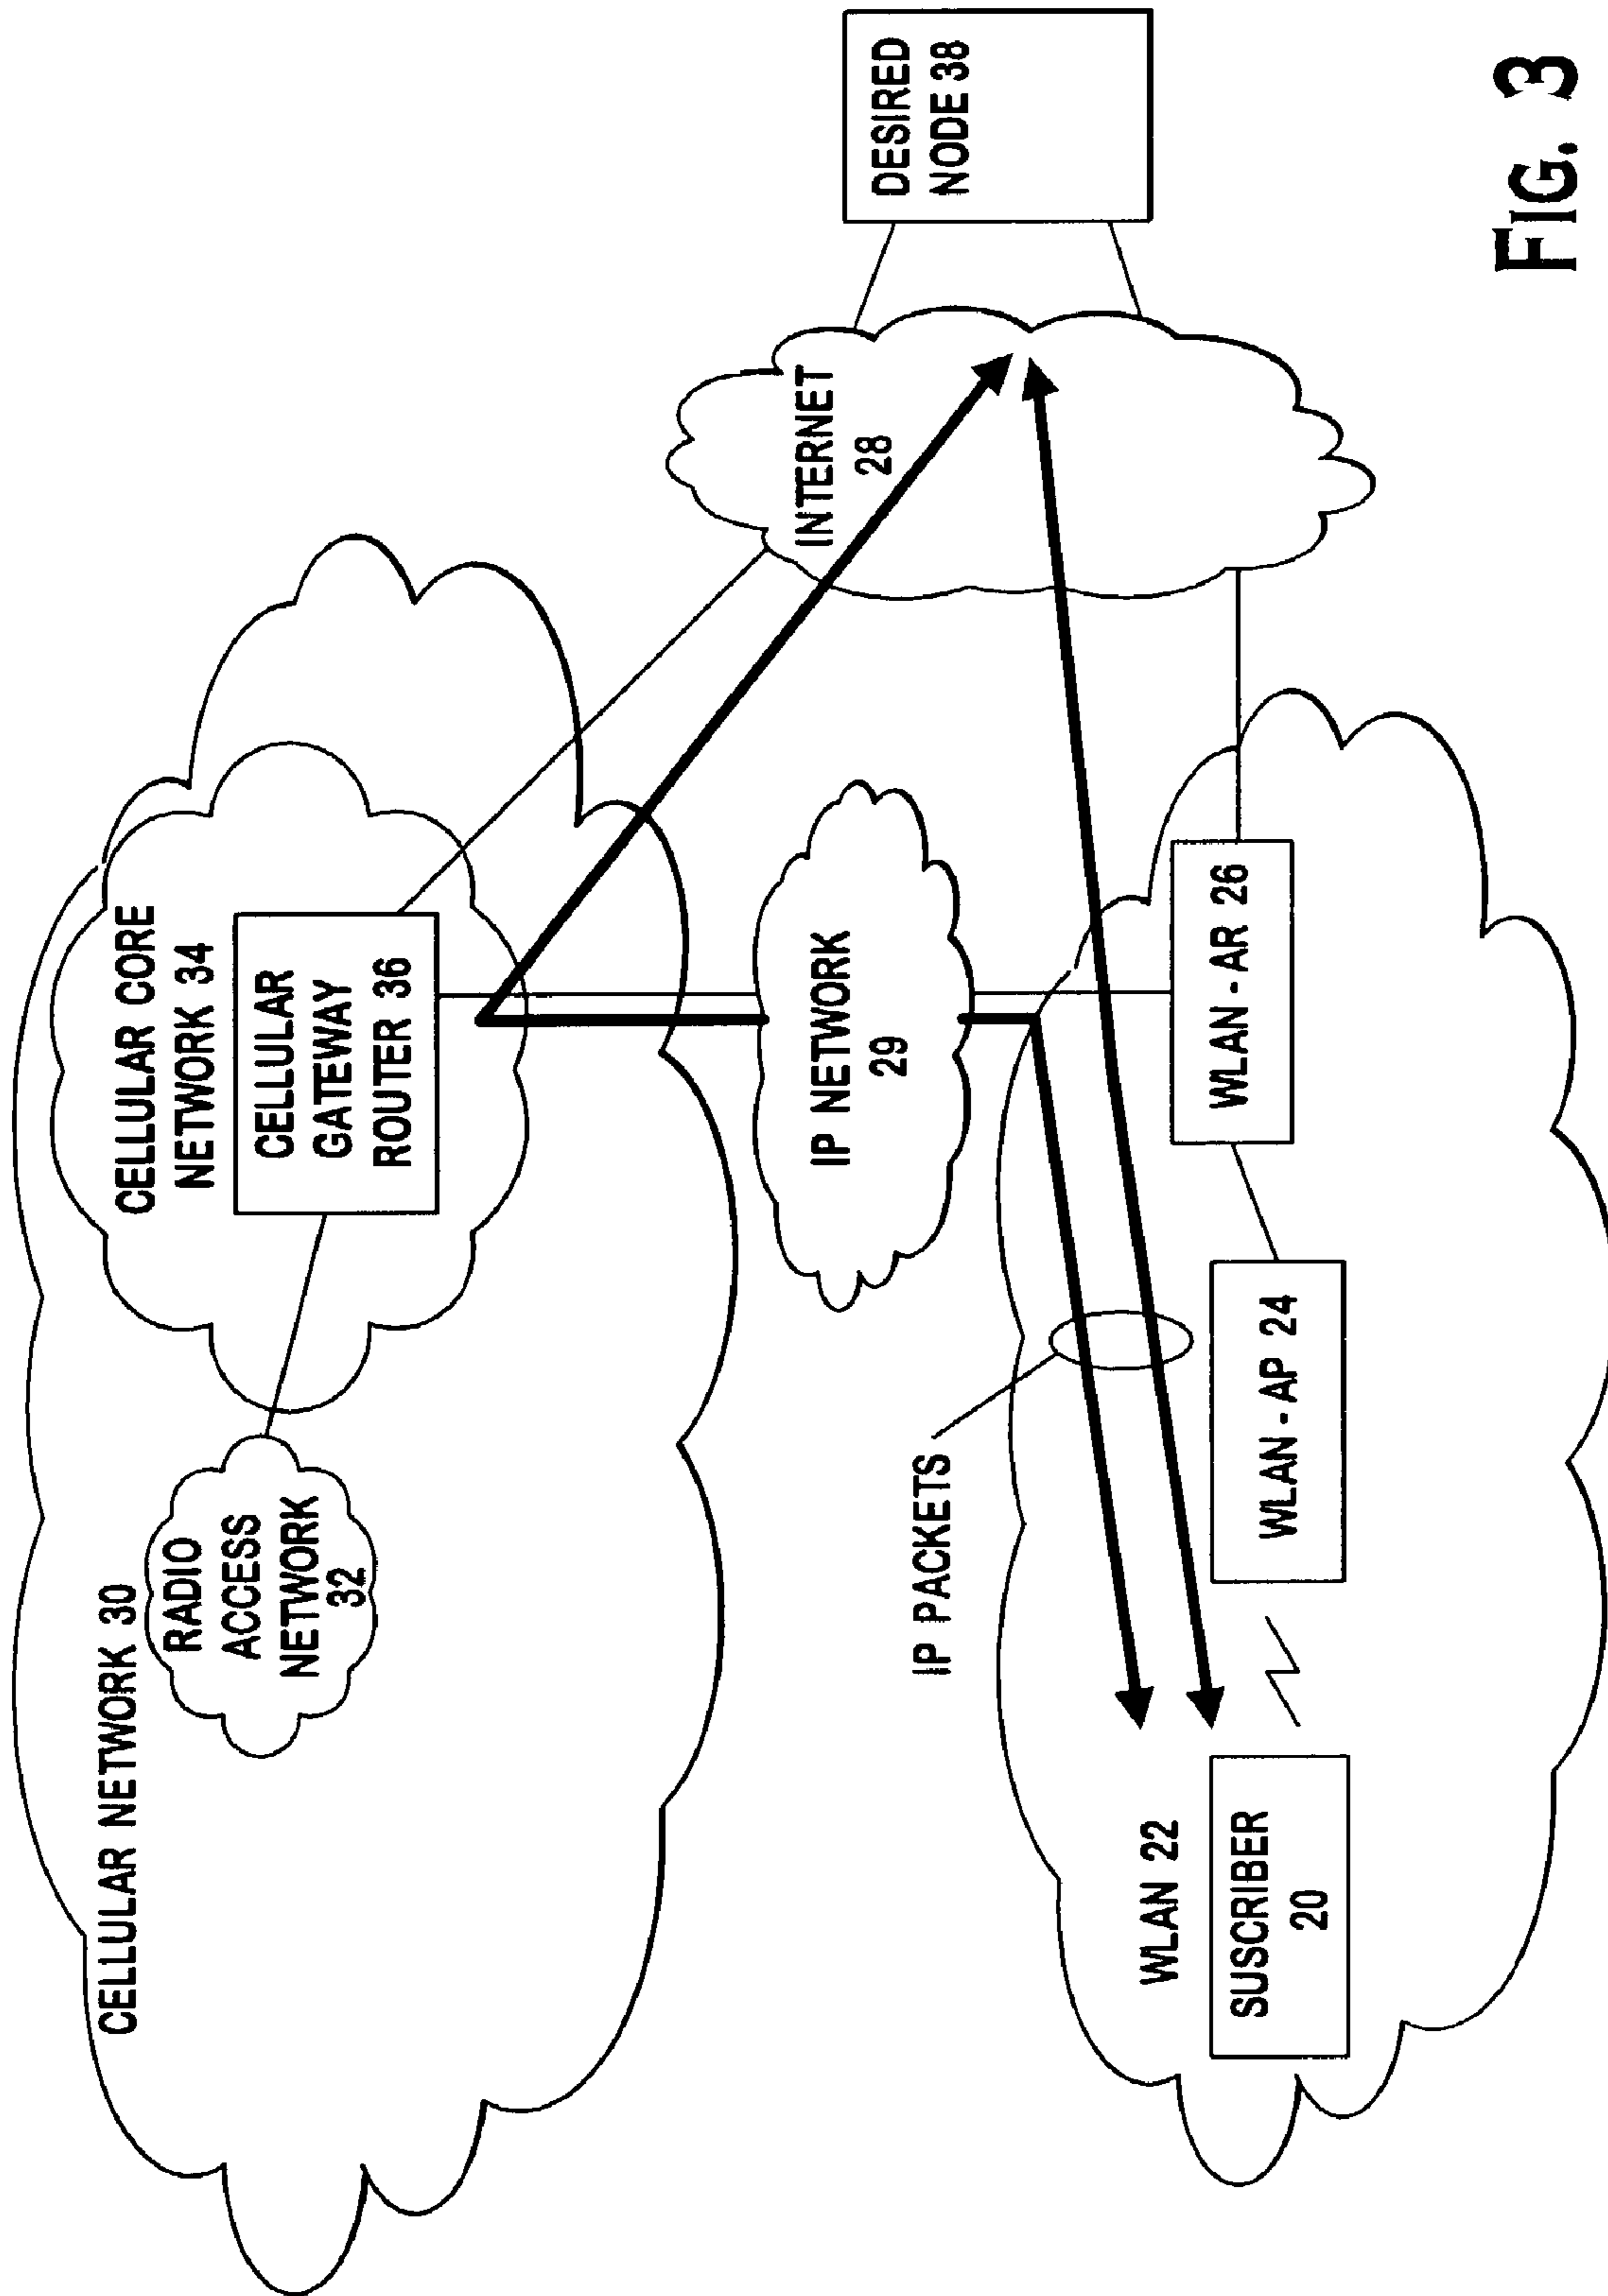 CELLULAR NETWORK 30
RADIO
ACCESS
NETWORK
32
CELLULAR CORE
NETWORK 34
CELLULAR
GATEWAY
ROUTER 36
INTERNET
28
DESIRED
NODE 38
IP NETWORK
29
IP PACKETS
WLAN 22
SUSCRIBER
20
WLAN - AP 24
WLAN - AR 26
FIG. 3